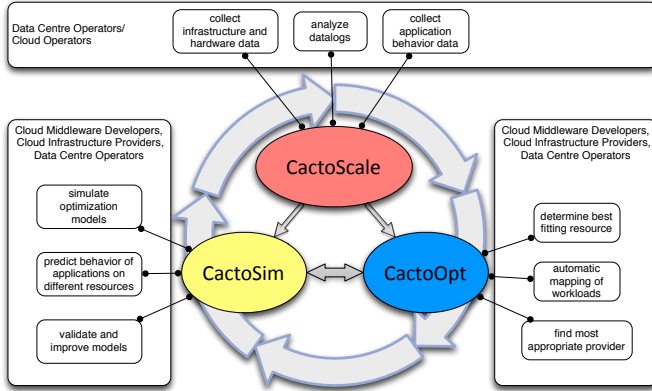 Data Centre Operators/
Cloud Operators
collect
infrastructure and
hardware data
analyze
datalogs
collect
application
behavior data
Cloud Middleware Developers,
Cloud Infrastructure Providers,
Data Centre Operators
simulate
optimization
models
predict behavior of
applications on
different resources
validate and
improve models
CactoScale
CactoSim
CactoOpt
Cloud Middleware Developers,
Cloud Infrastructure Providers,
Data Centre Operators
determine best
fitting resource
automatic
mapping of
workloads
find most
appropriate provider